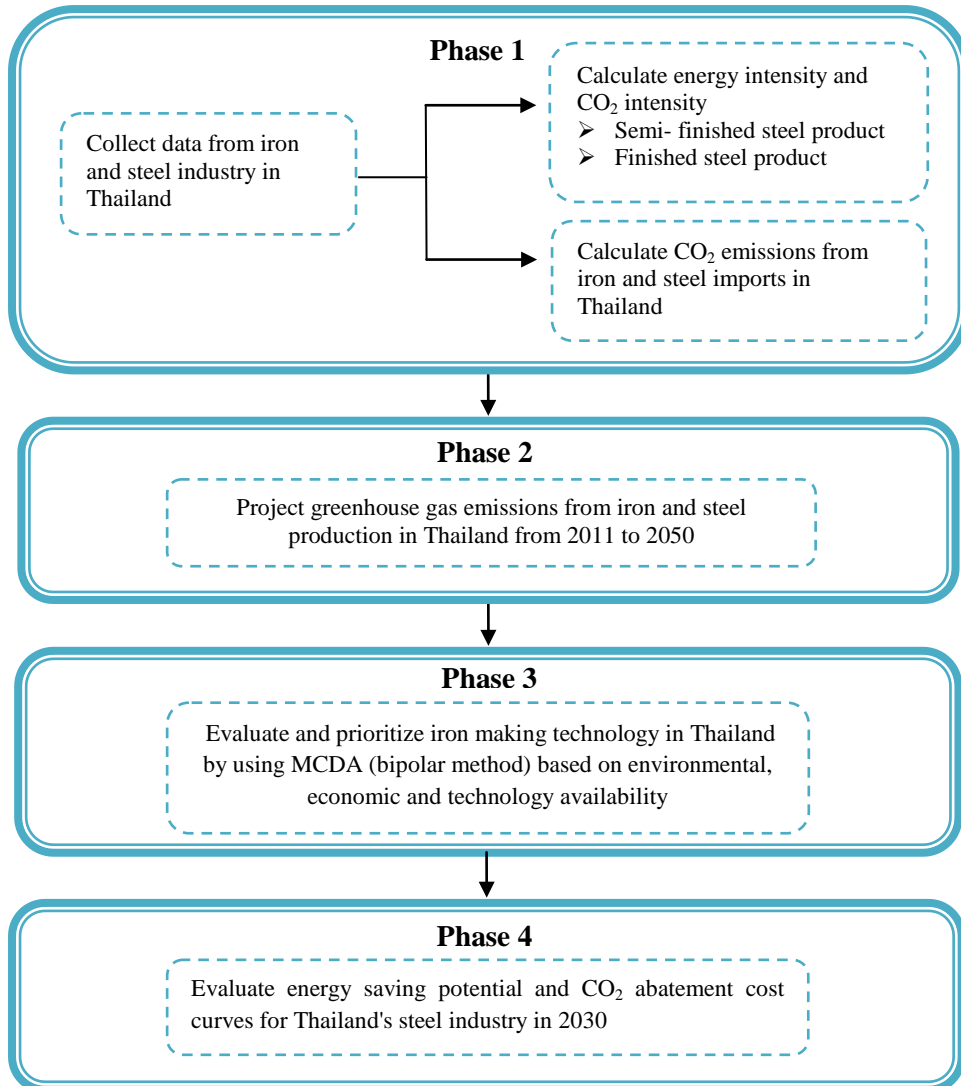 Phase 1
Collect data from iron
and steel industry in
Thailand
Calculate energy intensity and
CO₂ intensity
➢ Semi- finished steel product
➢ Finished steel product
Calculate CO₂ emissions from
iron and steel imports in
Thailand
Phase 2
Project greenhouse gas emissions from iron and steel
production in Thailand from 2011 to 2050
Phase 3
Evaluate and prioritize iron making technology in Thailand
by using MCDA (bipolar method) based on environmental,
economic and technology availability
Phase 4
Evaluate energy saving potential and CO₂ abatement cost
curves for Thailand's steel industry in 2030